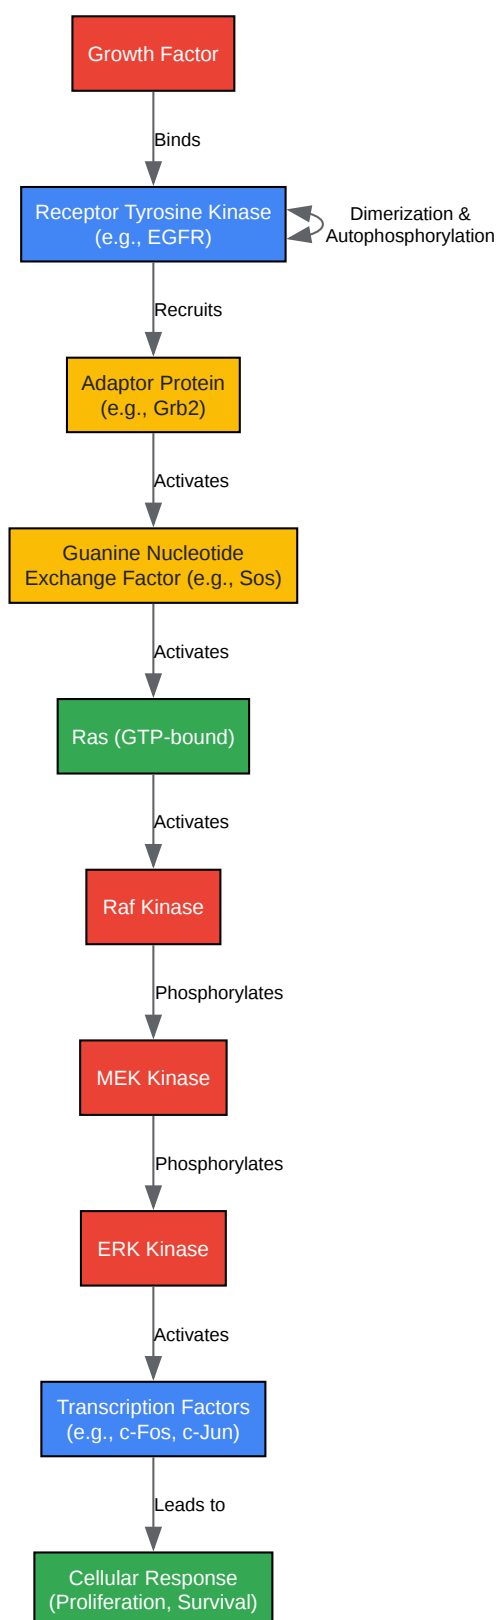 Growth Factor
Binds
Receptor Tyrosine Kinase
(e.g., EGFR)
Dimerization &
Autophosphorylation
Recruits
Adaptor Protein
(e.g., Grb2)
Activates
Guanine Nucleotide
Exchange Factor (e.g., Sos)
Activates
Ras (GTP-bound)
Activates
Raf Kinase
Phosphorylates
MEK Kinase
Phosphorylates
ERK Kinase
Activates
Transcription Factors
(e.g., c-Fos, c-Jun)
Leads to
Cellular Response
(Proliferation, Survival)